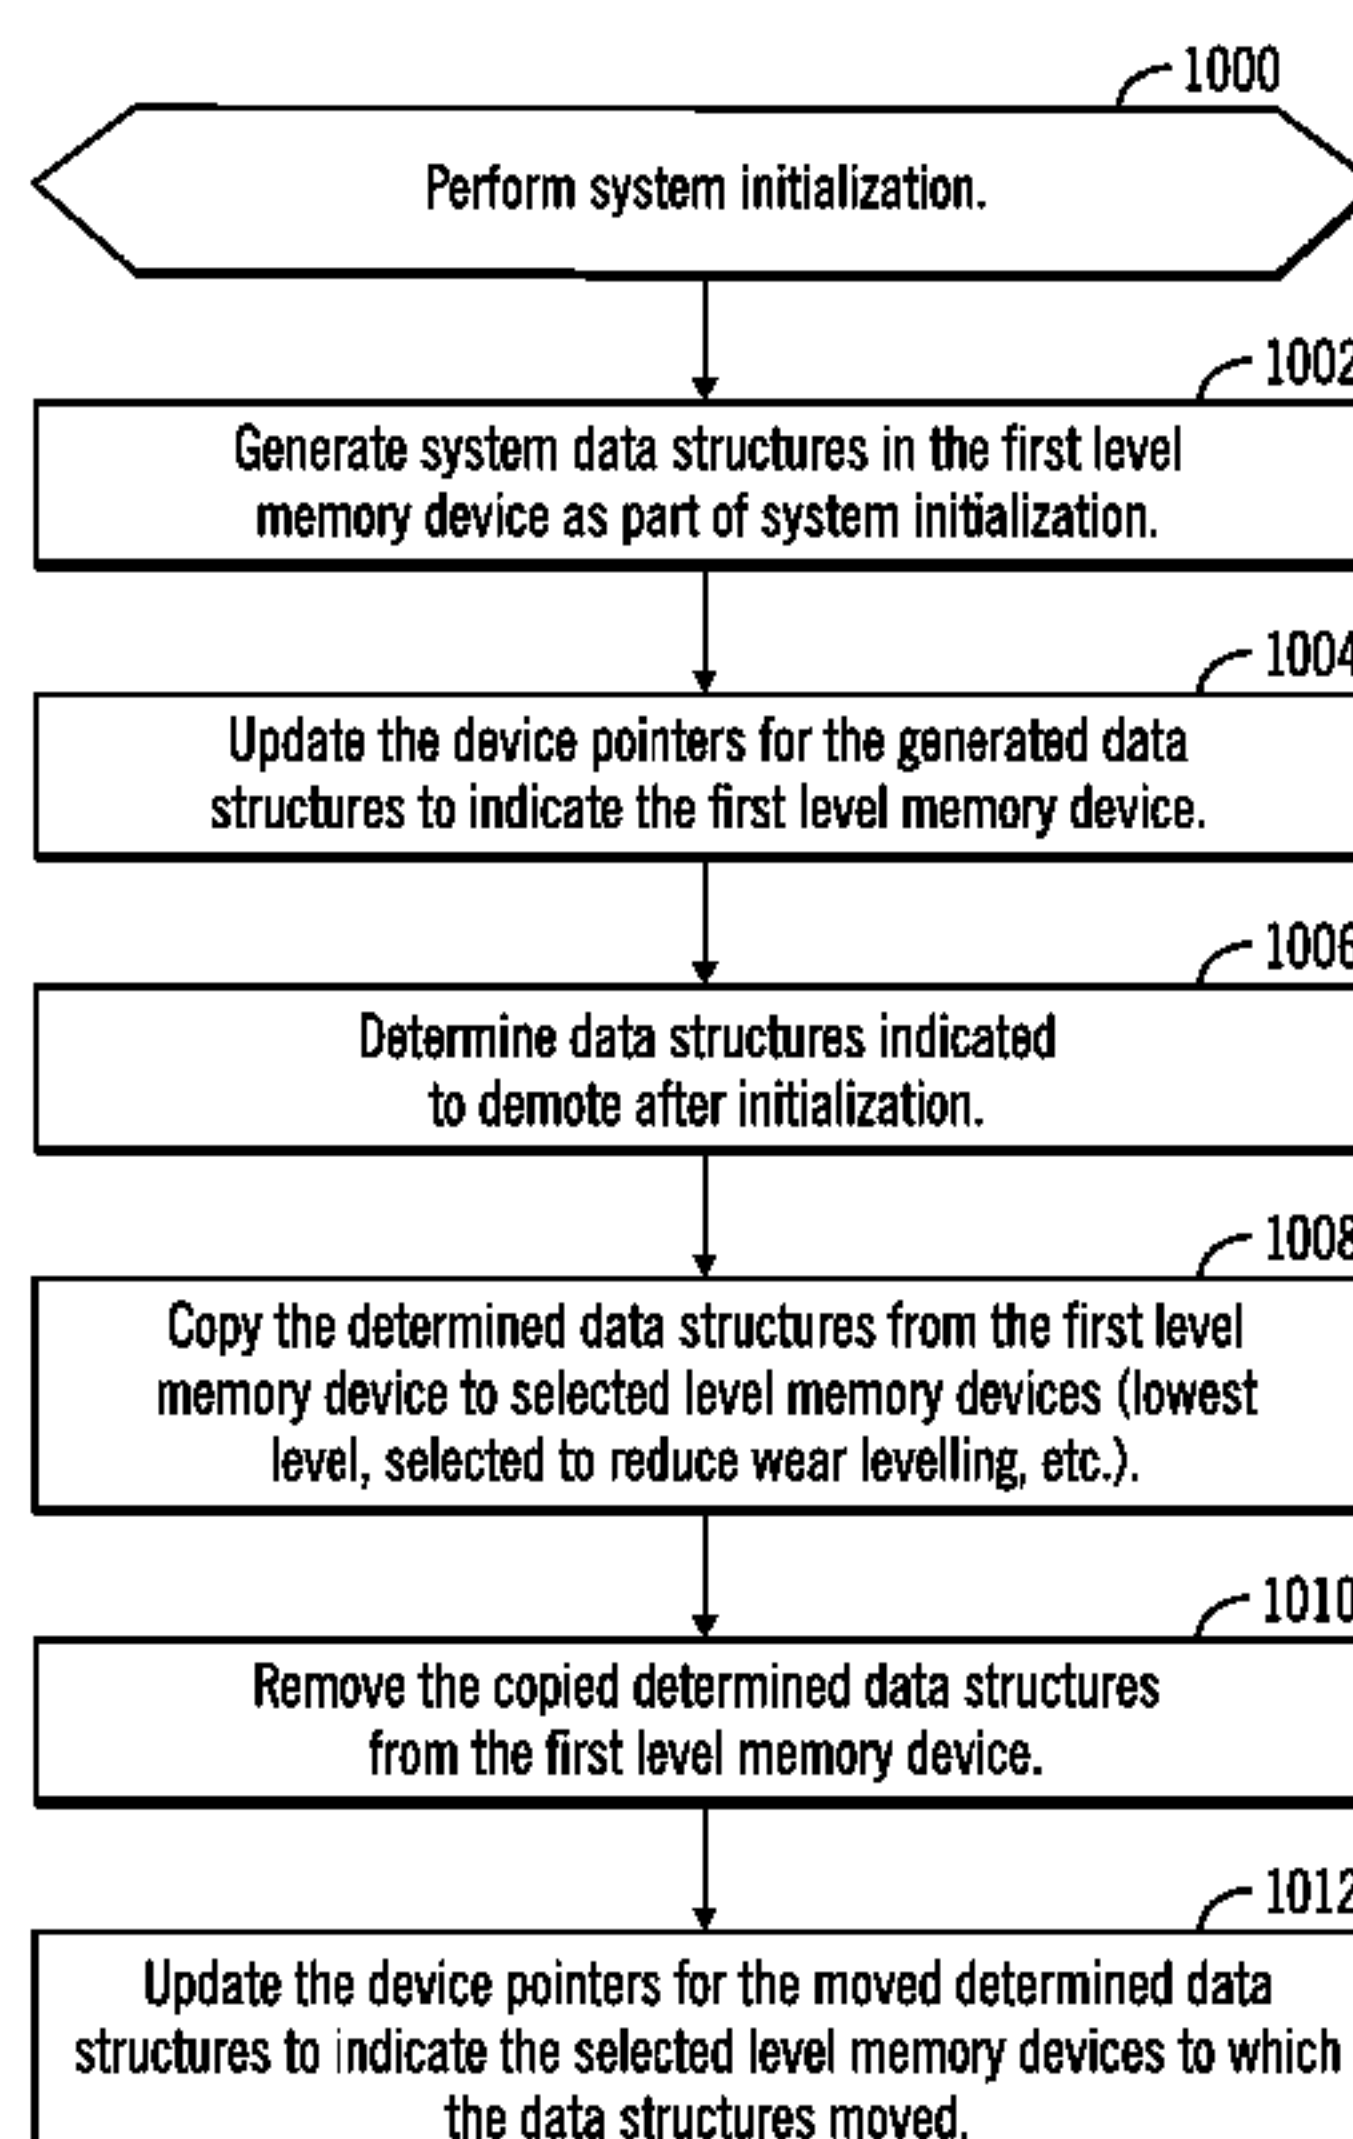 1000
Perform system initialization.
1002
Generate system data structures in the first level
memory device as part of system initialization.
1004
Update the device pointers for the generated data
structures to indicate the first level memory device.
1006
Determine data structures indicated
to demote after initialization.
1008
Copy the determined data structures from the first level
memory device to selected level memory devices (lowest
level, selected to reduce wear levelling, etc.).
1010
Remove the copied determined data structures
from the first level memory device.
1012
Update the device pointers for the moved determined data
structures to indicate the selected level memory devices to which
the data structures moved.